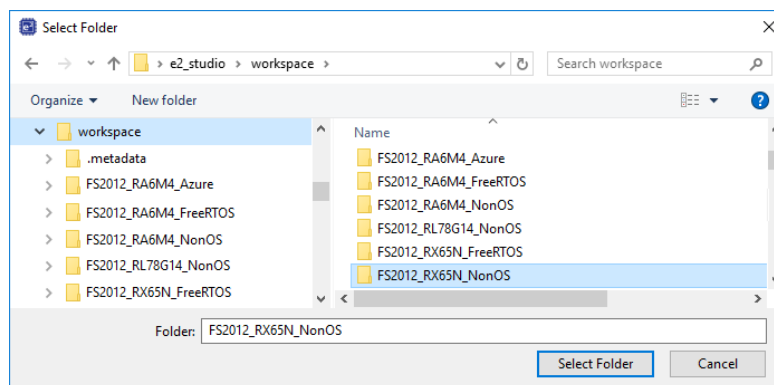 e2 Select Folder
e2_studio > workspace >
Search workspace
Organize
New folder
?
workspace
.metadata
FS2012_RA6M4_Azure
FS2012_RA6M4_FreeRTOS
FS2012_RA6M4_NonOS
FS2012_RL78G14_NonOS
FS2012_RX65N_FreeRTOS
Name
FS2012_RA6M4_Azure
FS2012_RA6M4_FreeRTOS
FS2012_RA6M4_NonOS
FS2012_RL78G14_NonOS
FS2012_RX65N_FreeRTOS
FS2012_RX65N_NonOS
Folder: FS2012_RX65N_NonOS
Select Folder
Cancel